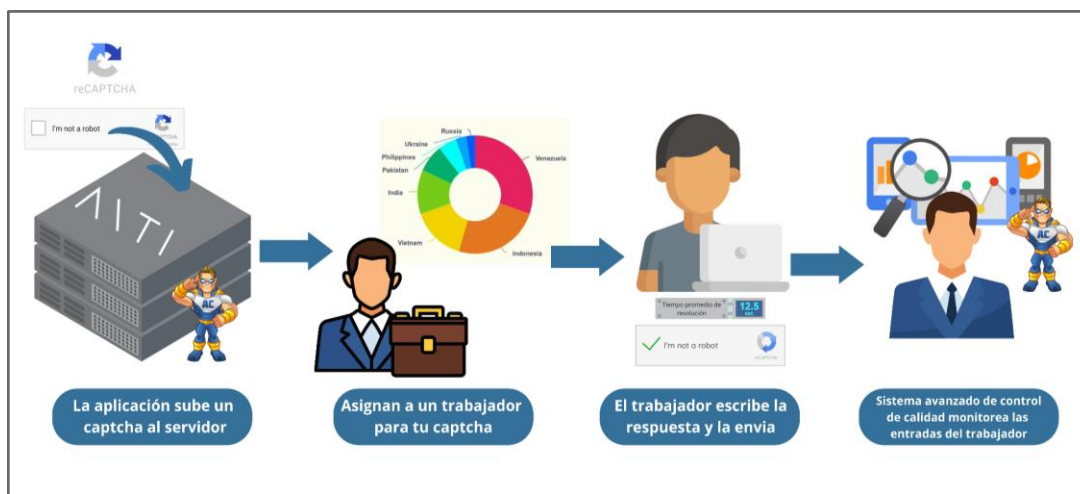 reCAPTCHA
I'm not a robot
ΛITI
AC
Russia
Ukraine
Philippines
Pakistan
India
Vietnam
Venezuela
Indonesia
Tiempo promedio de
resolución
12.5
I'm not a robot
reCAPTCHA
AC
La aplicación sube un
captcha al servidor
Asignan a un trabajador
para tu captcha
El trabajador escribe la
respuesta y la envia
Sistema avanzado de control
de calidad monitorea las
entradas del trabajador